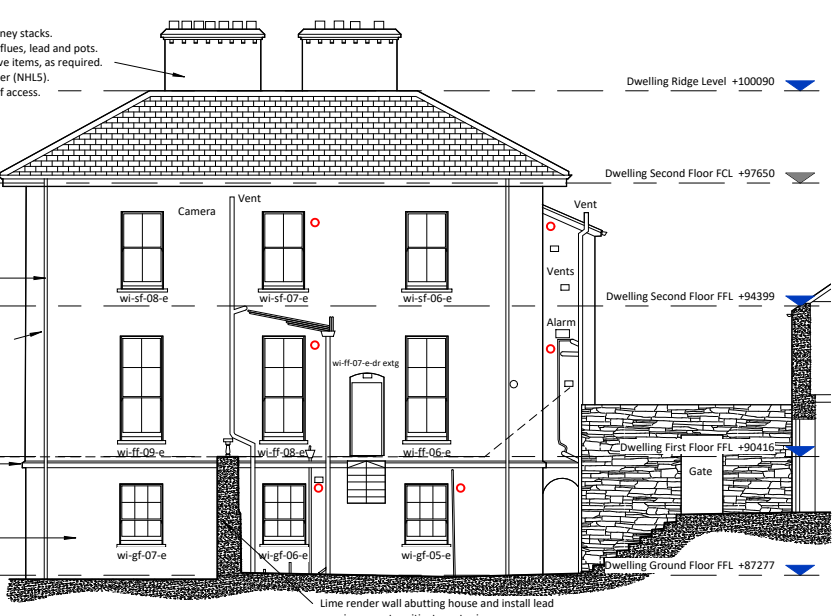 ney stacks.
flues, lead and pots.
ve items, as required.
er (NHL5).
f access.
Dwelling Ridge Level +100090
Dwelling Second Floor FCL +97650
Vent
Camera
Vent
Vents
wi-sf-08-e
wi-sf-07-e
wi-sf-06-e
Dwelling Second Floor FFL +94399
Alarm
wi-ff-07-e-dr extg
wi-ff-09-e
wi-ff-08-e
wi-ff-06-e
Dwelling First Floor FFL +90416
Gate
wi-gf-07-e
wi-gf-06-e
wi-gf-05-e
Dwelling Ground Floor FFL +87277
Lime render wall abutting house and install lead